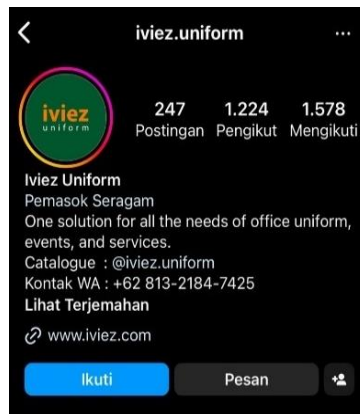 iviez.uniform
iviez
uniform
247 1.224 1.578
Postingan Pengikut Mengikuti
Iviez Uniform
Pemasok Seragam
One solution for all the needs of office uniform,
events, and services.
Catalogue : @iviez.uniform
Kontak WA : +62 813-2184-7425
Lihat Terjemahan
www.iviez.com
Ikuti Pesan